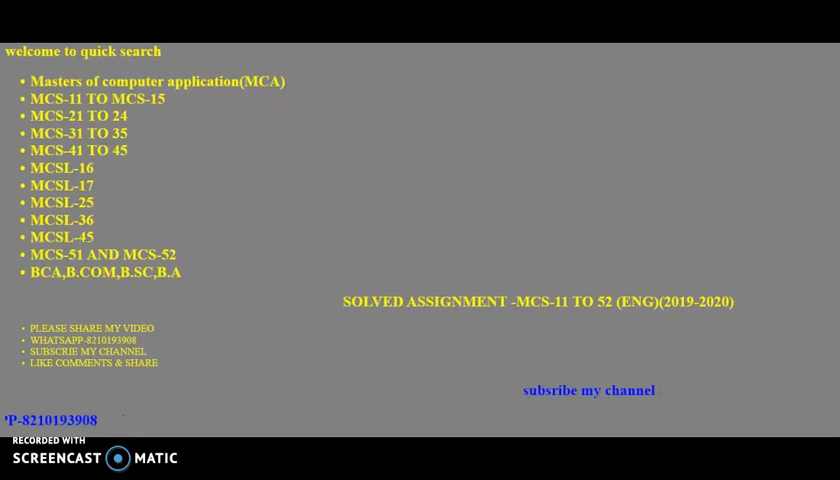 welcome to quick search
• Masters of computer application(MCA)
• MCS-11 TO MCS-15
• MCS-21 TO 24
• MCS-31 TO 35
• MCS-41 TO 45
• MCSL-16
• MCSL-17
• MCSL-25
• MCSL-36
• MCSL-45
• MCS-51 AND MCS-52
• BCA,B.COM,B.SC,B.A
SOLVED ASSIGNMENT -MCS-11 TO 52 (ENG)(2019-2020)
• PLEASE SHARE MY VIDEO
• WHATSAPP-8210193908
• SUBSCRIE MY CHANNEL
• LIKE COMMENTS & SHARE
subsribe my channel
PP-8210193908
RECORDED WITH
SCREENCAST MATIC